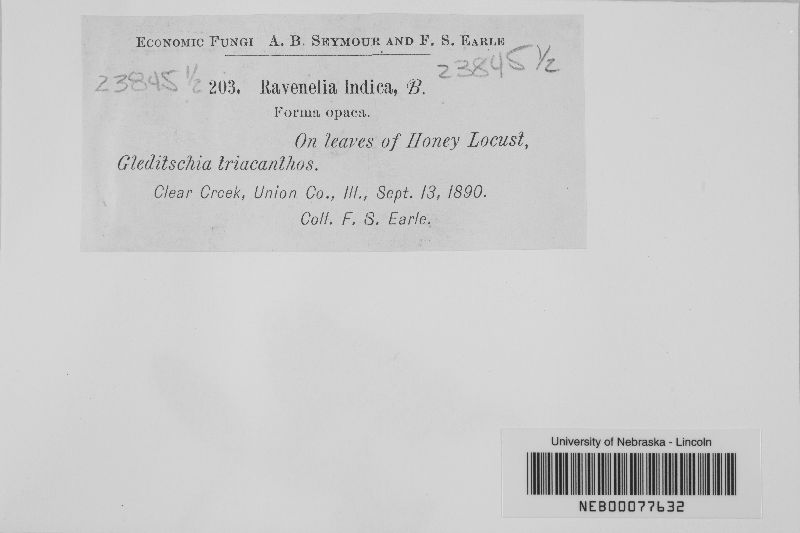 ECONOMIC FUNGI A. B. SEYMOUR AND F. S. EARLE
23845 1/2 203. Ravenelia Indica, B. 23845 1/2
Forma opaca.
On leaves of Honey Locust,
Gleditschia triacanthos.
Clear Creek, Union Co., Ill., Sept. 13, 1890.
Coll. F. S. Earle.
University of Nebraska - Lincoln
NEB00077632